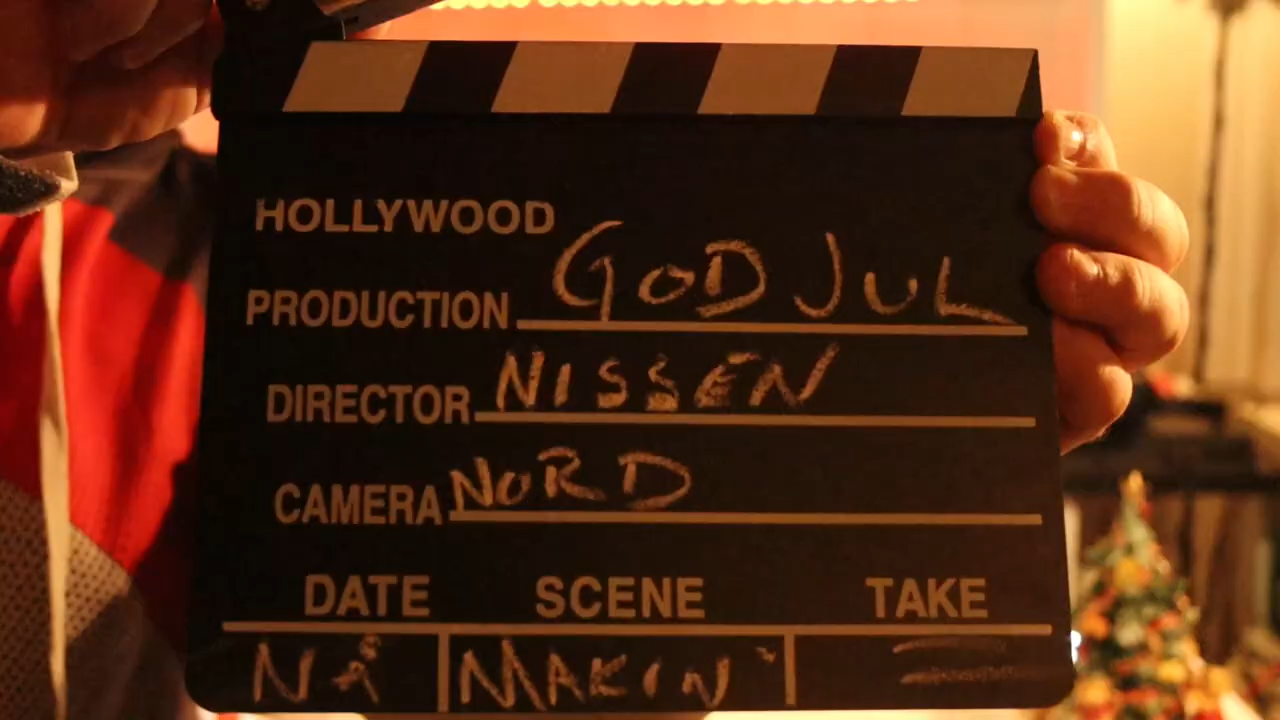 HOLLYWOOD
PRODUCTION GOD JUL
DIRECTOR NISSEN
CAMERA NORD
DATE SCENE TAKE
NÅ MAKIN'